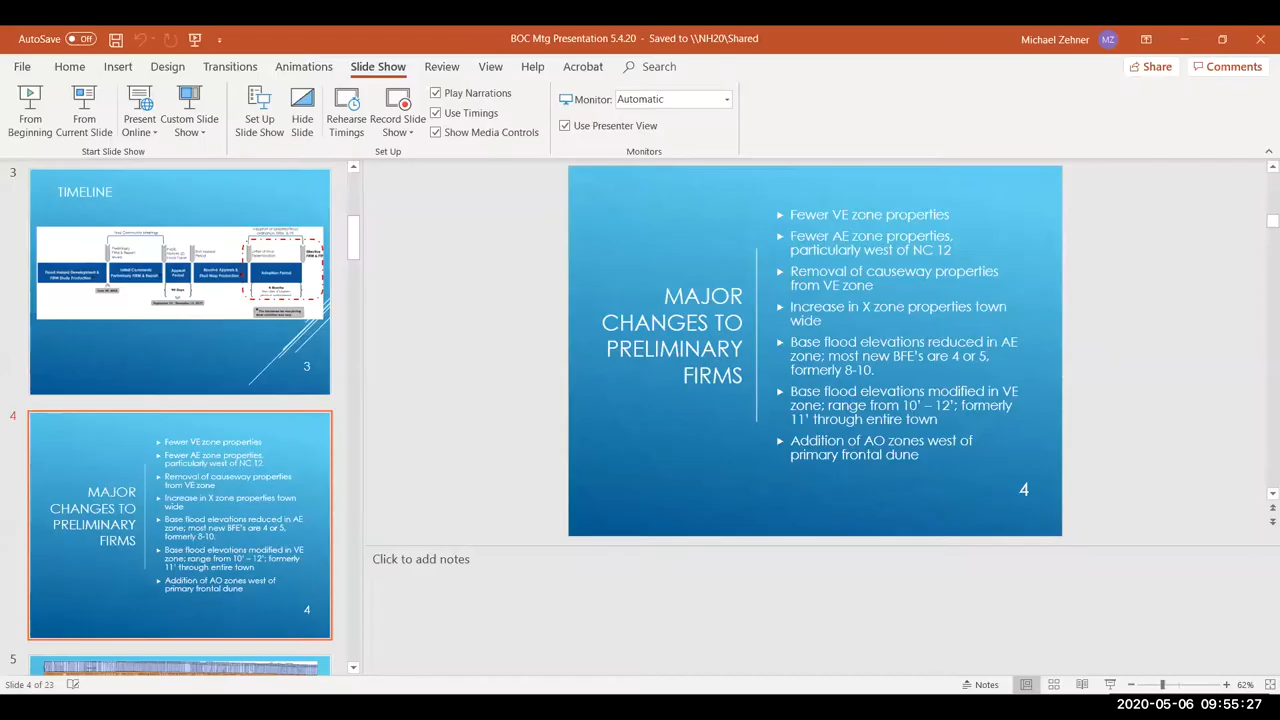 AutoSave Off
BOC Mtg Presentation 5.4.20 - Saved to \\NH20\Shared
Michael Zehner MZ
File Home Insert Design Transitions Animations Slide Show Review View Help Acrobat Search
Share Comments
From Beginning
From Current Slide
Present Online
Custom Slide Show
Set Up Slide Show
Hide Slide
Rehearse Timings
Record Slide Show
Play Narrations
Use Timings
Show Media Controls
Monitor: Automatic
Use Presenter View
Start Slide Show
Set Up
Monitors
3
TIMELINE
Adoption Period
3
4
MAJOR
CHANGES TO
PRELIMINARY
FIRMS
Fewer VE zone properties
Fewer AE zone properties,
particularly west of NC 12
Removal of causeway properties
from VE zone
Increase in X zone properties town
wide
Base flood elevations reduced in AE
zone; most new BFE's are 4 or 5,
formerly 8-10.
Base flood elevations modified in VE
zone; range from 10' – 12'; formerly
11' through entire town
Addition of AO zones west of
primary frontal dune
4
5
MAJOR
CHANGES TO
PRELIMINARY
FIRMS
Fewer VE zone properties
Fewer AE zone properties,
particularly west of NC 12
Removal of causeway properties
from VE zone
Increase in X zone properties town
wide
Base flood elevations reduced in AE
zone; most new BFE's are 4 or 5,
formerly 8-10.
Base flood elevations modified in VE
zone; range from 10' – 12'; formerly
11' through entire town
Addition of AO zones west of
primary frontal dune
4
Click to add notes
Slide 4 of 23
Notes
62%
2020-05-06 09:55:27